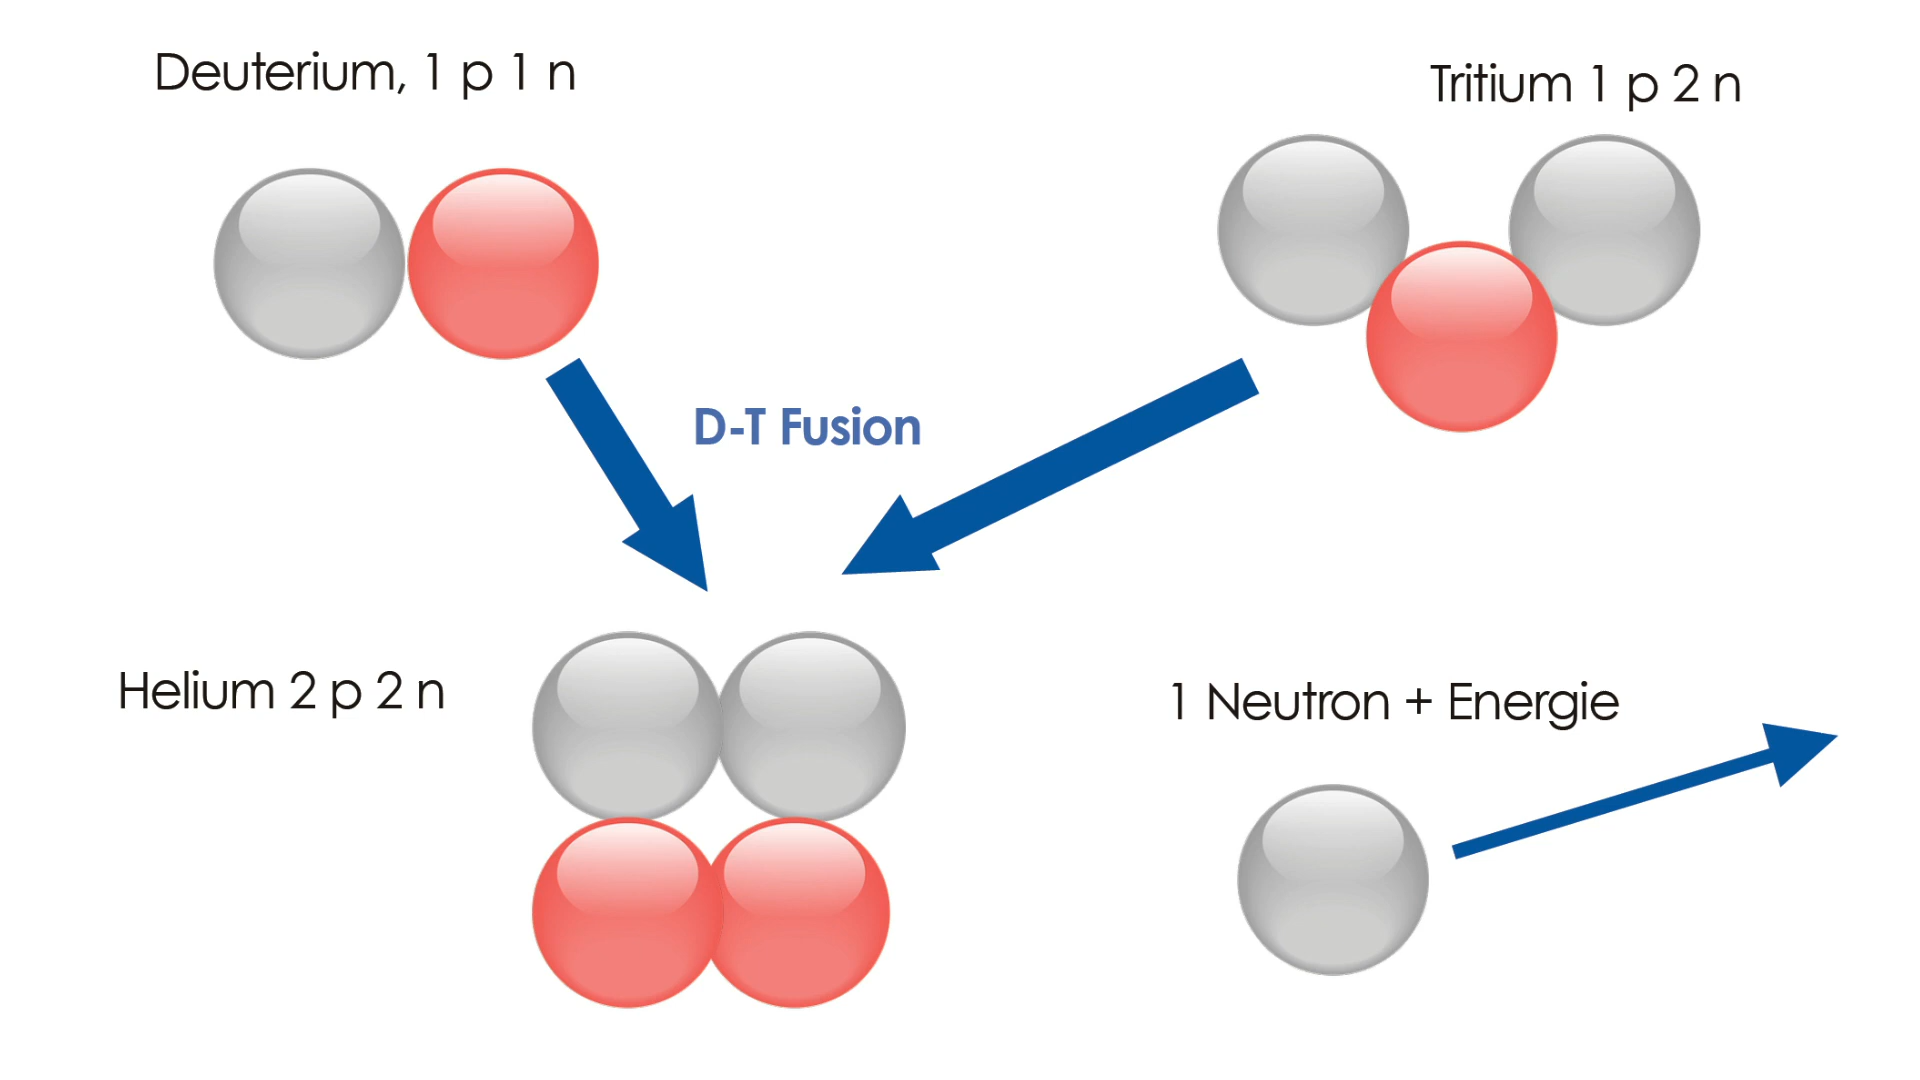 Deuterium, 1 p 1 n
Tritium 1 p 2 n
D-T Fusion
Helium 2 p 2 n
1 Neutron + Energie